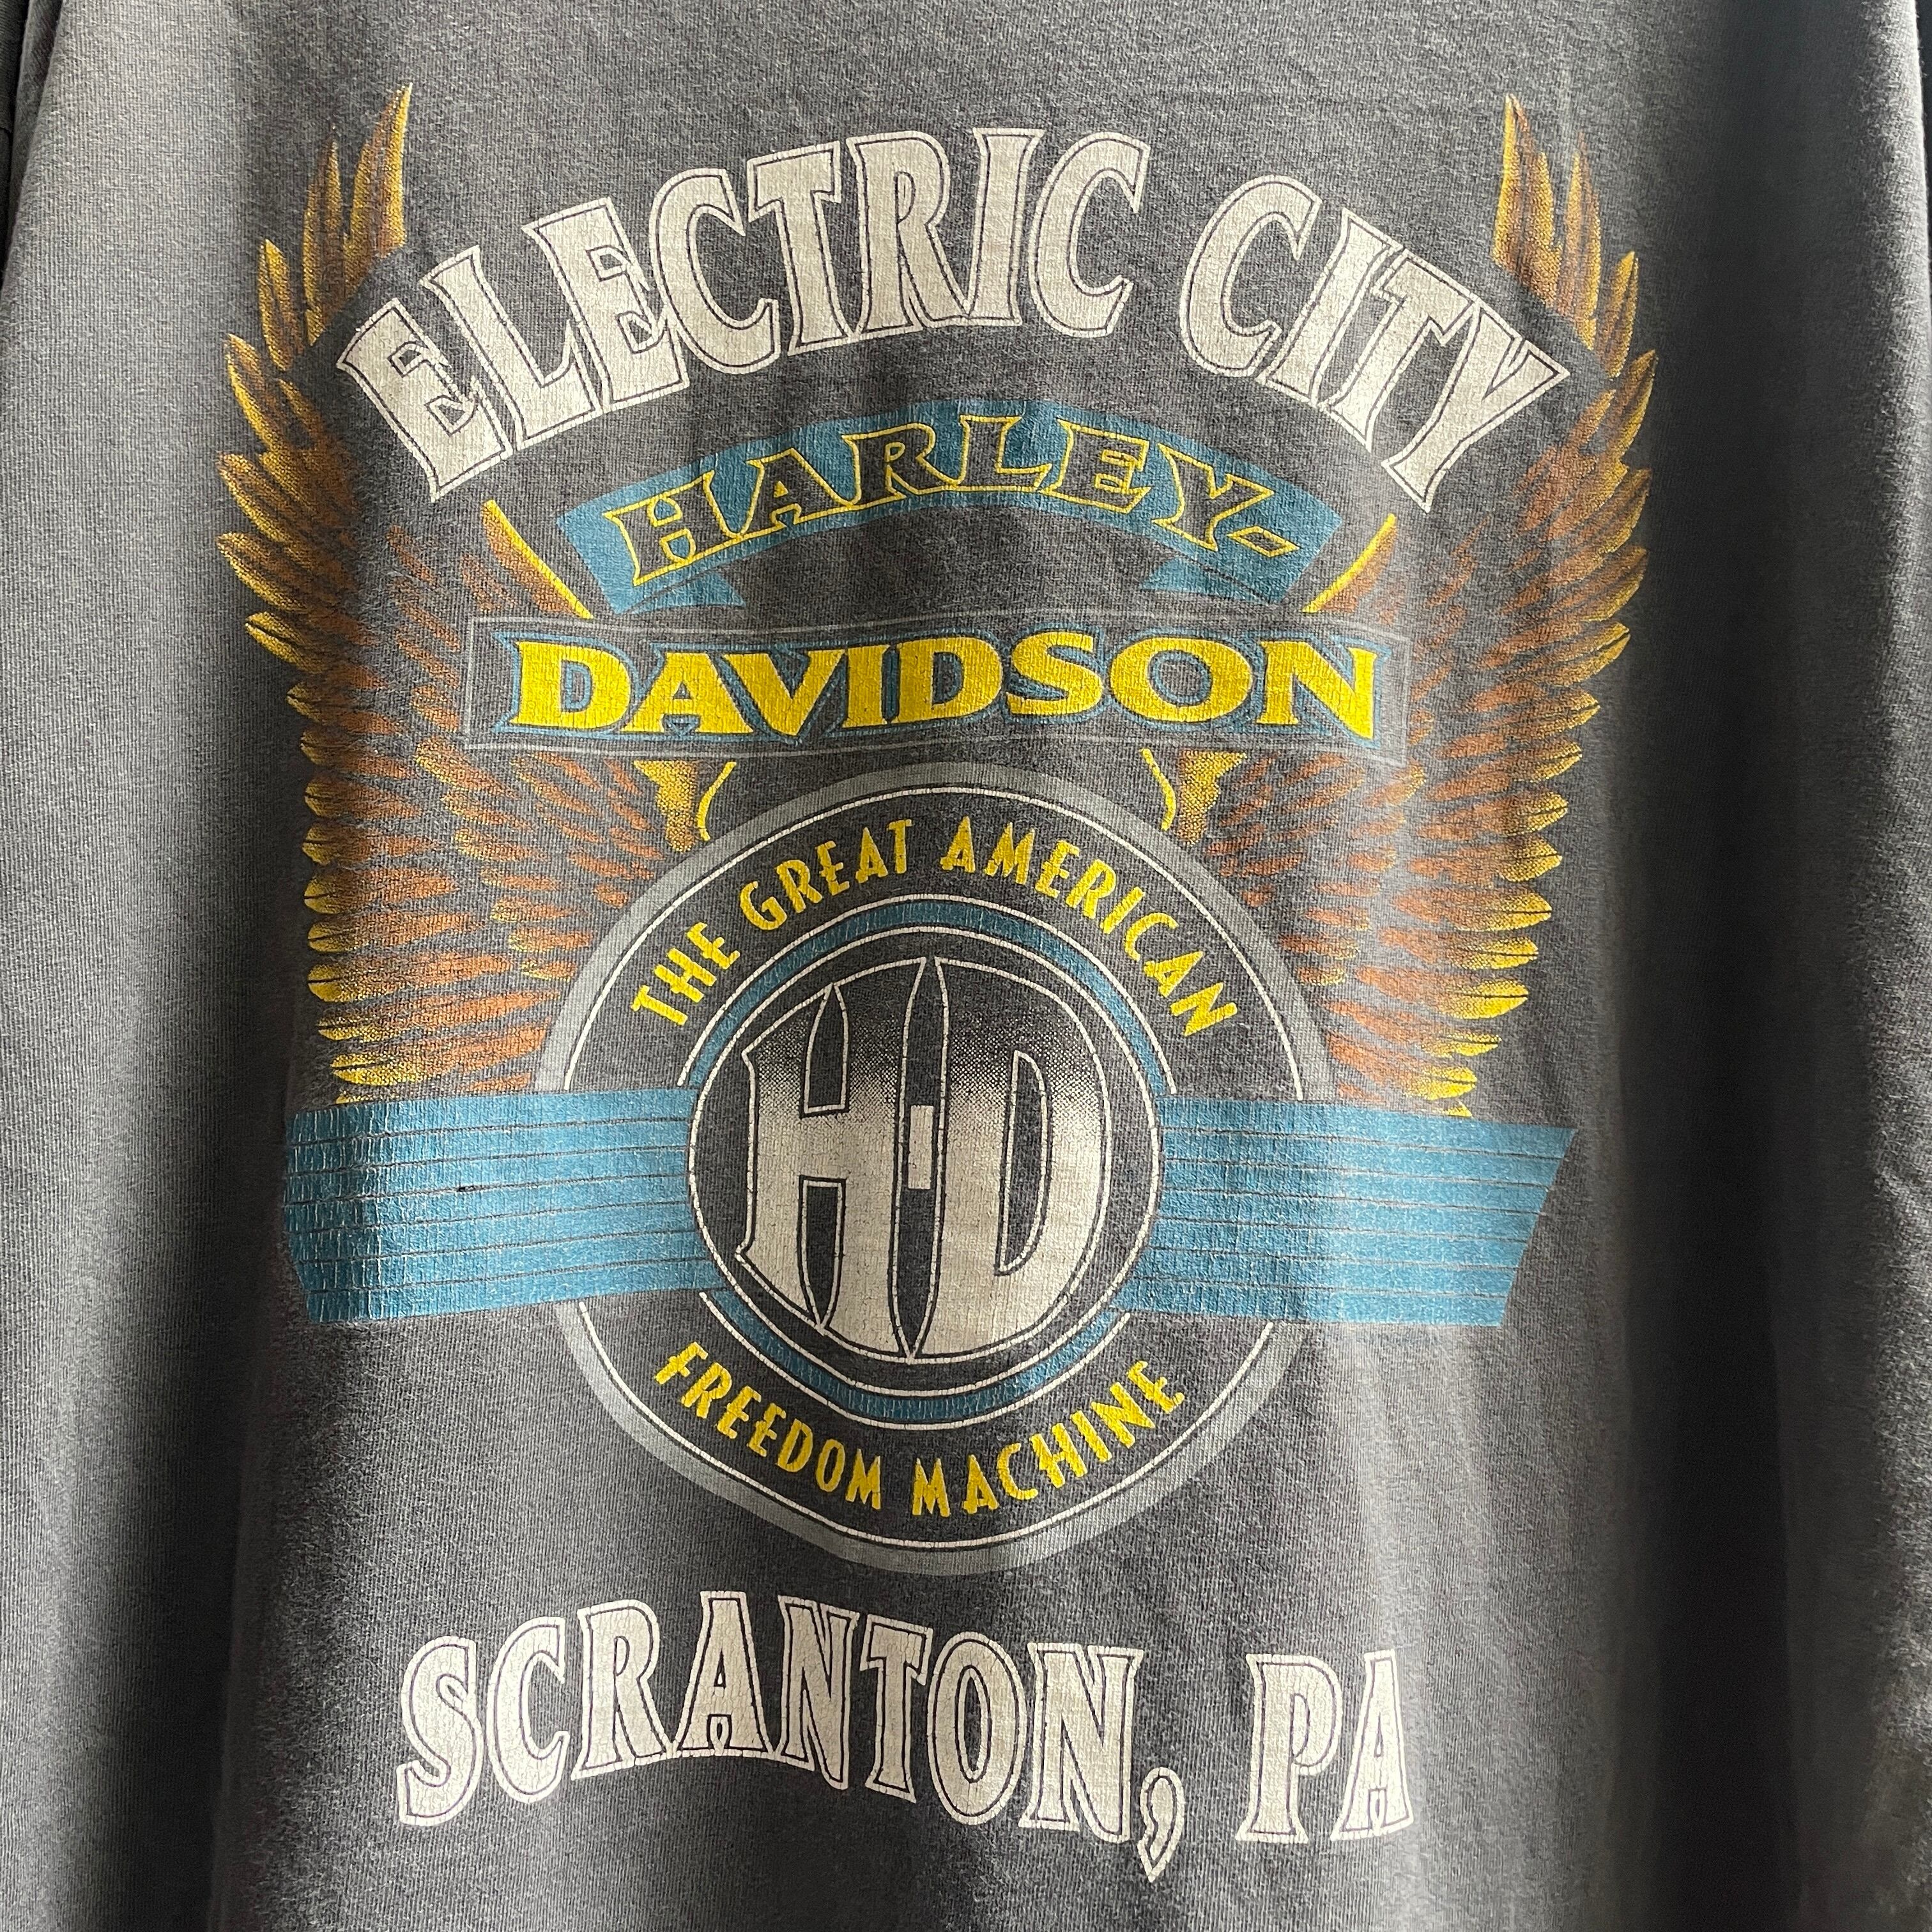 ELECTRIC CITY
HARLEY-
DAVIDSON
THE GREAT AMERICAN
H-D
FREEDOM MACHINE
SCRANTON, PA